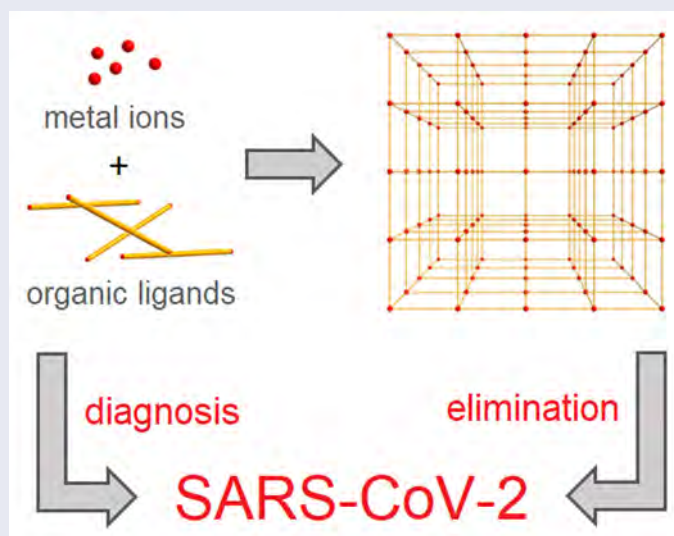 metal ions
+
organic ligands
diagnosis
elimination
SARS-CoV-2